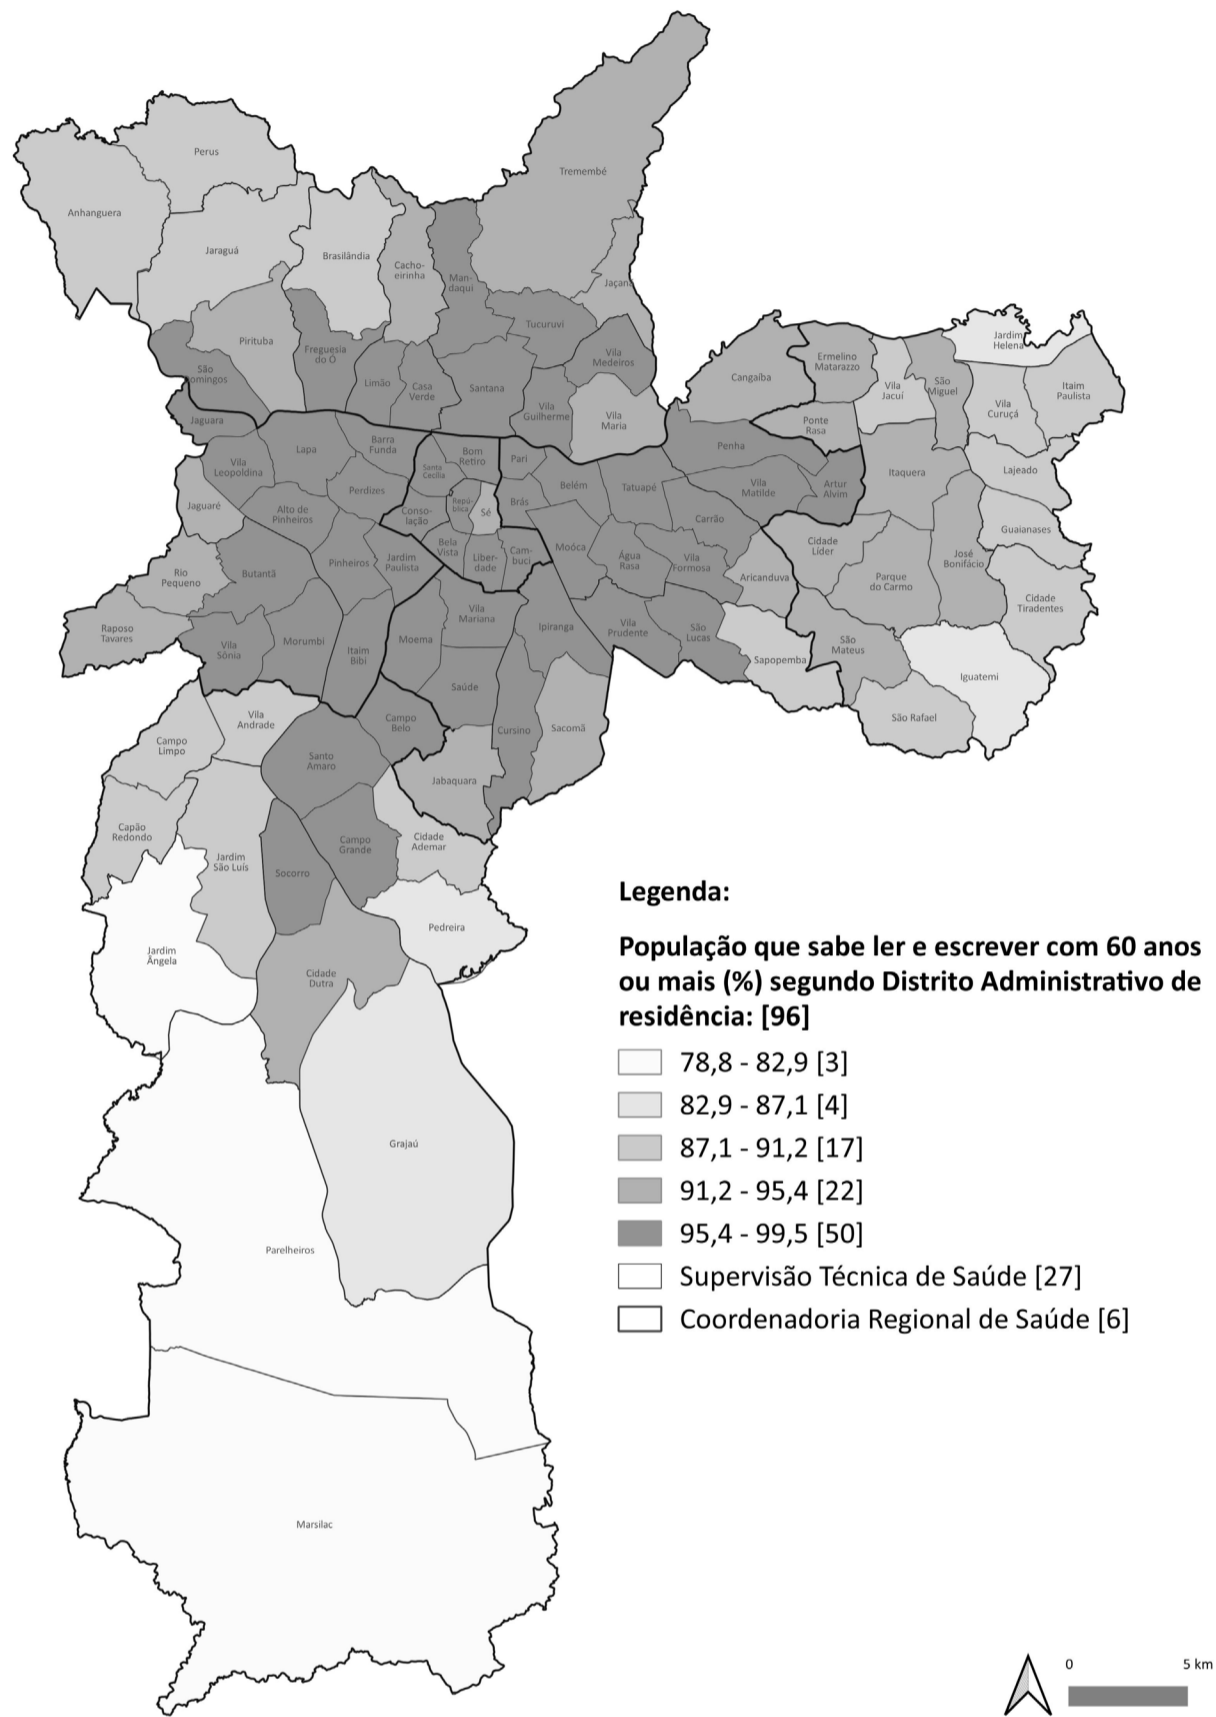 Tremembé
Perus
Anhanguera
Jaraguá
Brasilândia
Cacho-
eirinha
Man-
daqui
Jaçanã
Tucuruvi
Pirituba
Freguesia
do Ó
Vila
Medeiros
São
Domingos
Limão
Casa
Verde
Santana
Jaguara
Vila
Guilherme
Vila
Maria
Cangaíba
Ermelino
Matarazzo
Jardim
Helena
Vila
Jacuí
São
Miguel
Vila
Curuçá
Itaim
Paulista
Ponte
Rasa
Lapa
Barra
Funda
Vila
Leopoldina
Perdizes
Santa
Cecília
Bom
Retiro
Pari
Penha
Itaquera
Lajeado
Belém
Tatuapé
Vila
Matilde
Artur
Alvim
Jaguaré
Alto de
Pinheiros
Conso-
lação
Repú-
blica
Sé
Brás
Carrão
Guaianases
Rio
Pequeno
Butantã
Pinheiros
Jardim
Paulista
Bela
Vista
Liber-
dade
Cam-
buci
Moóca
Água
Rasa
Vila
Formosa
Aricanduva
Cidade
Líder
Parque
do Carmo
José
Bonifácio
Cidade
Tiradentes
Raposo
Tavares
Vila
Sônia
Morumbi
Itaim
Bibi
Moema
Vila
Mariana
Ipiranga
Vila
Prudente
São
Lucas
Sapopemba
São
Mateus
Iguatemi
São Rafael
Saúde
Campo
Limpo
Vila
Andrade
Santo
Amaro
Campo
Belo
Cursino
Sacomã
Jabaquara
Capão
Redondo
Jardim
São Luís
Socorro
Campo
Grande
Cidade
Ademar
Pedreira
Jardim
Ângela
Cidade
Dutra
Grajaú
Parelheiros
Marsilac
Legenda:
População que sabe ler e escrever com 60 anos
ou mais (%) segundo Distrito Administrativo de
residência: [96]
78,8 - 82,9 [3]
82,9 - 87,1 [4]
87,1 - 91,2 [17]
91,2 - 95,4 [22]
95,4 - 99,5 [50]
Supervisão Técnica de Saúde [27]
Coordenadoria Regional de Saúde [6]
0 5 km